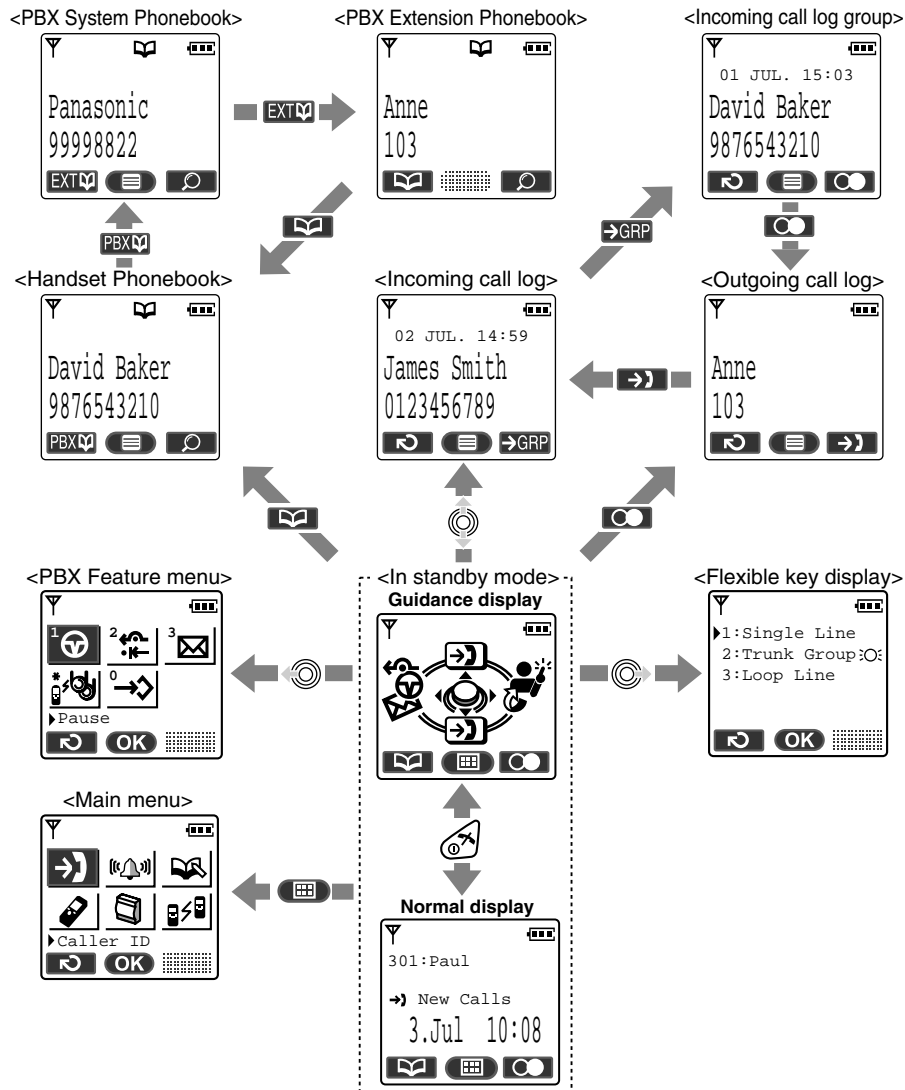 <PBX System Phonebook>
Panasonic
99998822
EXT
EXT
<PBX Extension Phonebook>
Anne
103
<Incoming call log group>
01 JUL. 15:03
David Baker
9876543210
PBX
→GRP
<Handset Phonebook>
David Baker
9876543210
PBX
<Incoming call log>
02 JUL. 14:59
James Smith
0123456789
→GRP
<Outgoing call log>
Anne
103
<PBX Feature menu>
1
2
3
*
0
Pause
OK
<In standby mode>
Guidance display
<Flexible key display>
1:Single Line
2:Trunk Group
3:Loop Line
OK
<Main menu>
Caller ID
OK
Normal display
301:Paul
New Calls
3.Jul 10:08